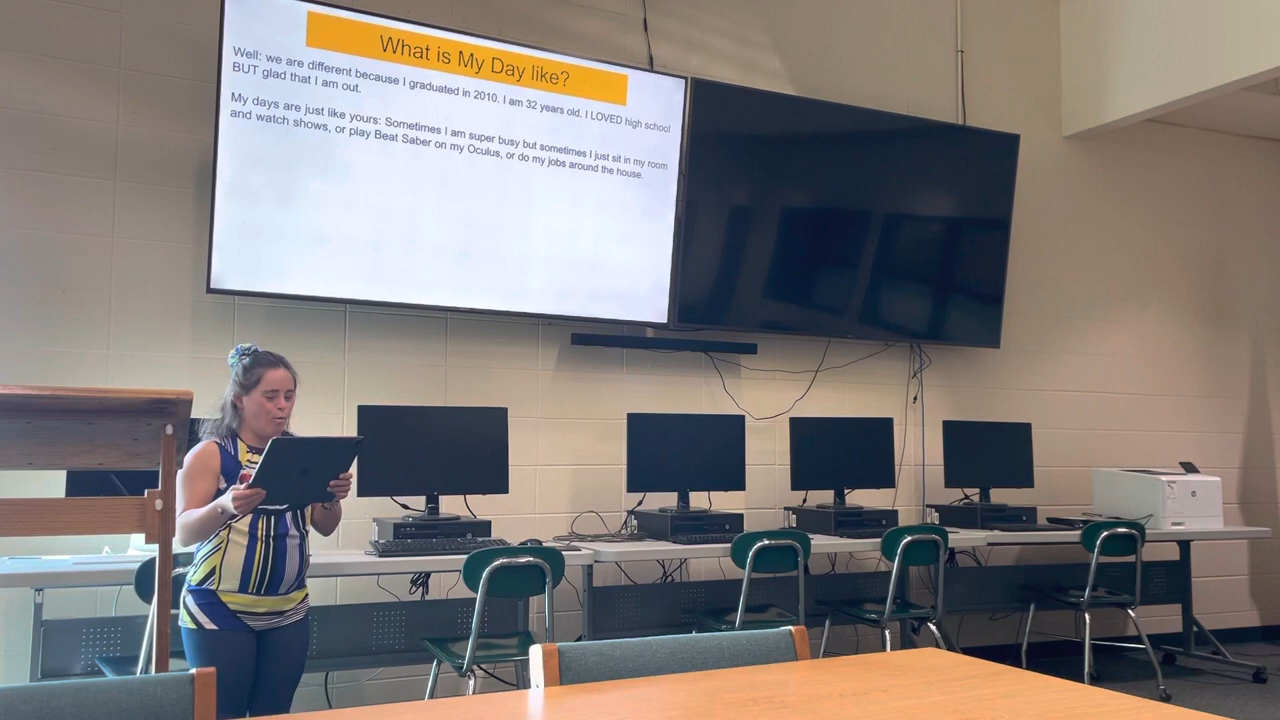 What is My Day like?
Well: we are different because I graduated in 2010. I am 32 years old. I LOVED high school
BUT glad that I am out.
My days are just like yours: Sometimes I am super busy but sometimes I just sit in my room
and watch shows, or play Beat Saber on my Oculus, or do my jobs around the house.
hp